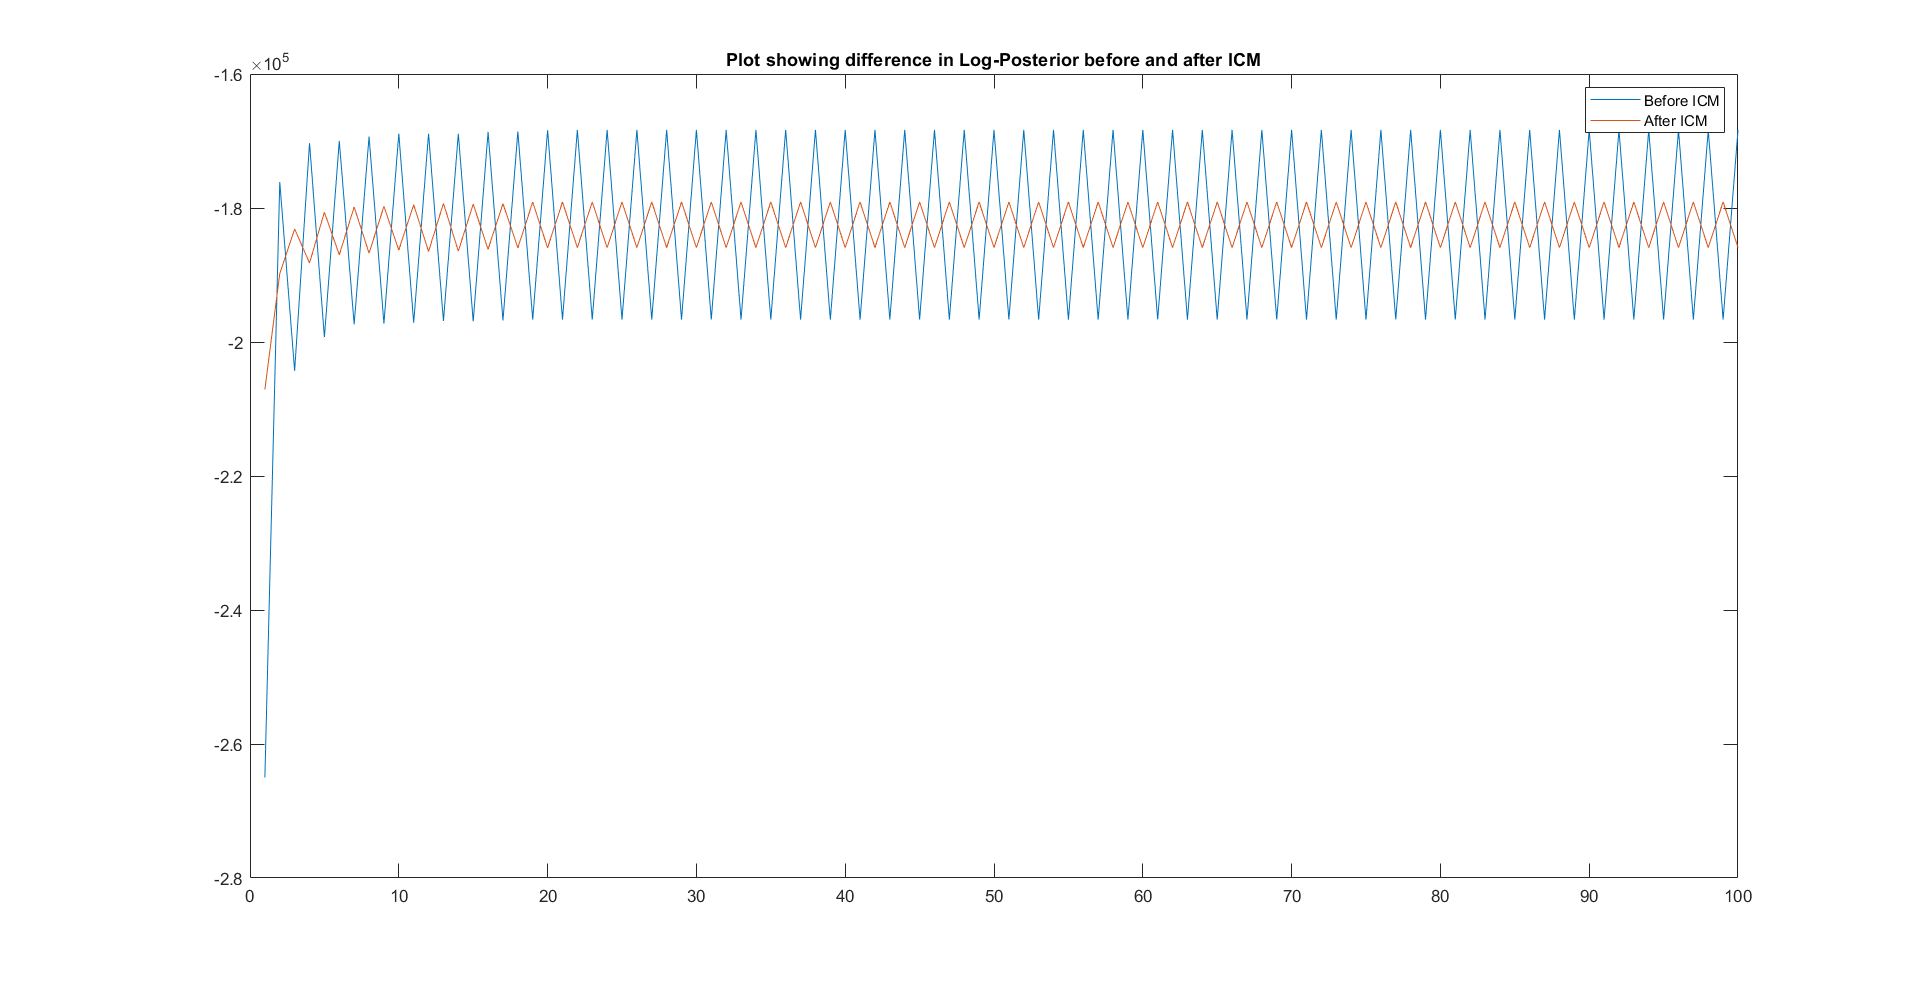 Plot showing difference in Log-Posterior before and after ICM
×10^5
-1.6
-1.8
-2
-2.2
-2.4
-2.6
-2.8
0 10 20 30 40 50 60 70 80 90 100
Before ICM
After ICM